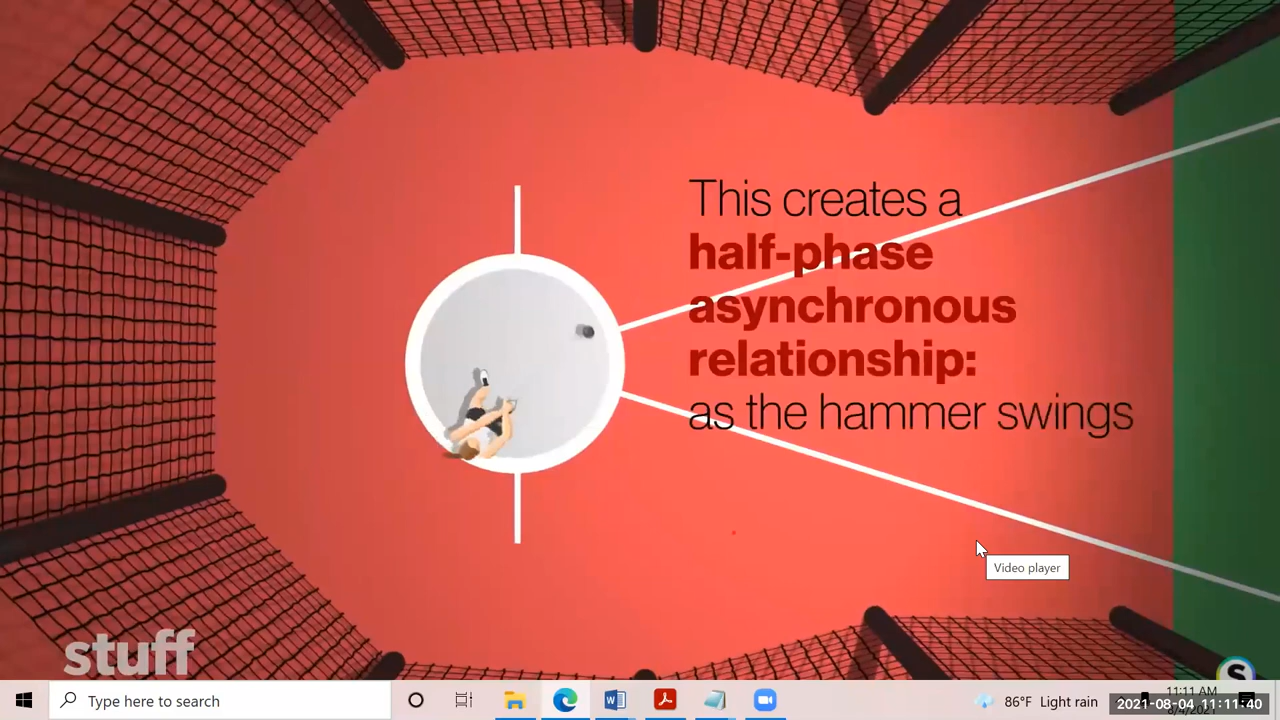 This creates a
half-phase
asynchronous
relationship:
as the hammer swings
Video player
stuff
S
Type here to search
86°F Light rain
11:11 AM
2021-08-04 11:11:40